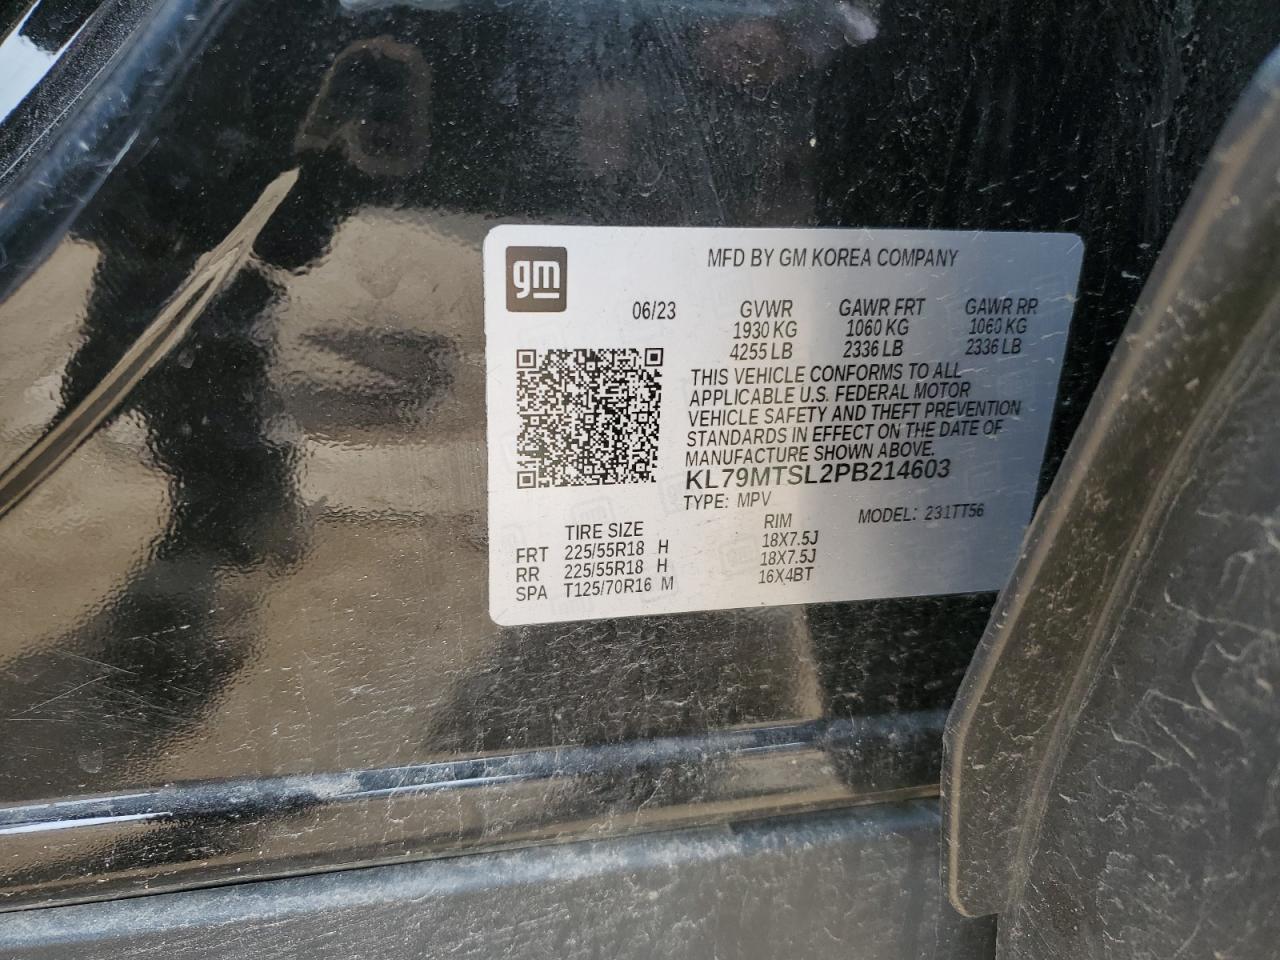 gm
MFD BY GM KOREA COMPANY
06/23 GVWR GAWR FRT GAWR RR
1930 KG 1060 KG 1060 KG
4255 LB 2336 LB 2336 LB
THIS VEHICLE CONFORMS TO ALL
APPLICABLE U.S. FEDERAL MOTOR
VEHICLE SAFETY AND THEFT PREVENTION
STANDARDS IN EFFECT ON THE DATE OF
MANUFACTURE SHOWN ABOVE.
KL79MTSL2PB214603
TYPE: MPV MODEL: 231TT56
TIRE SIZE RIM
FRT 225/55R18 H 18X7.5J
RR 225/55R18 H 18X7.5J
SPA T125/70R16 M 16X4BT